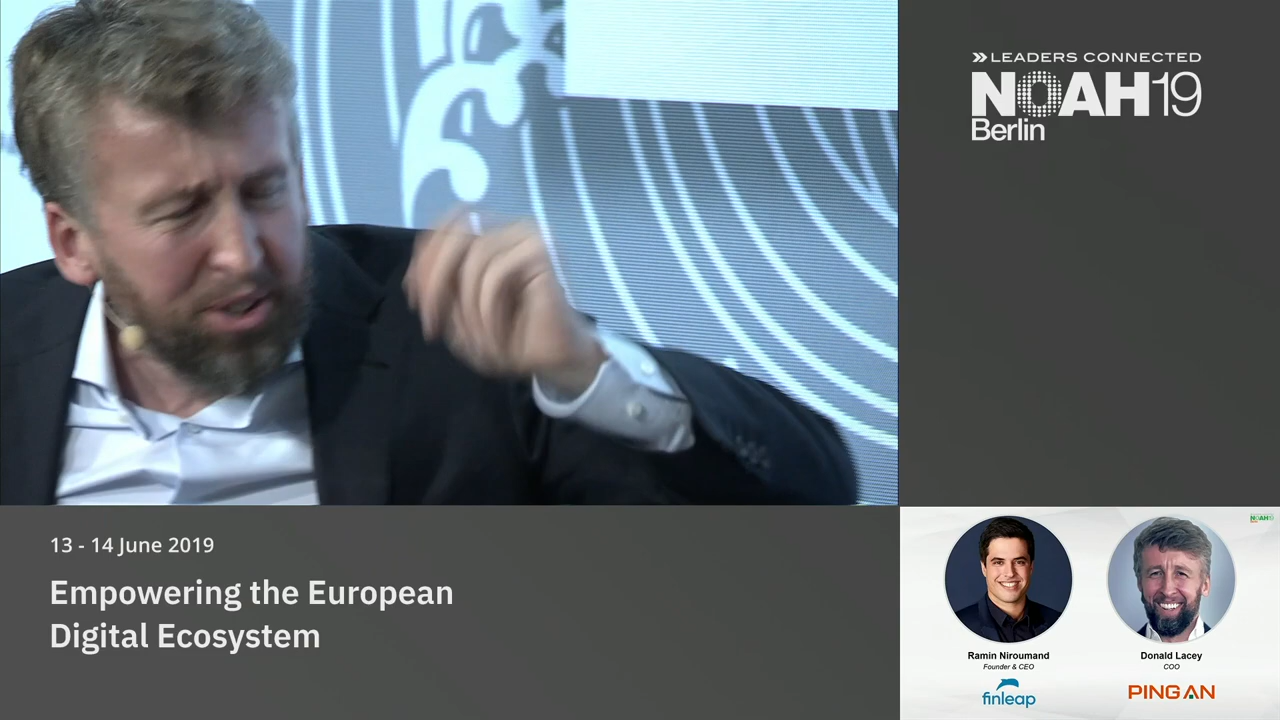 LEADERS CONNECTED
NOAH19
Berlin
13 - 14 June 2019
Empowering the European
Digital Ecosystem
NOAH19
Ramin Niroumand
Founder & CEO
finleap
Donald Lacey
COO
PING AN